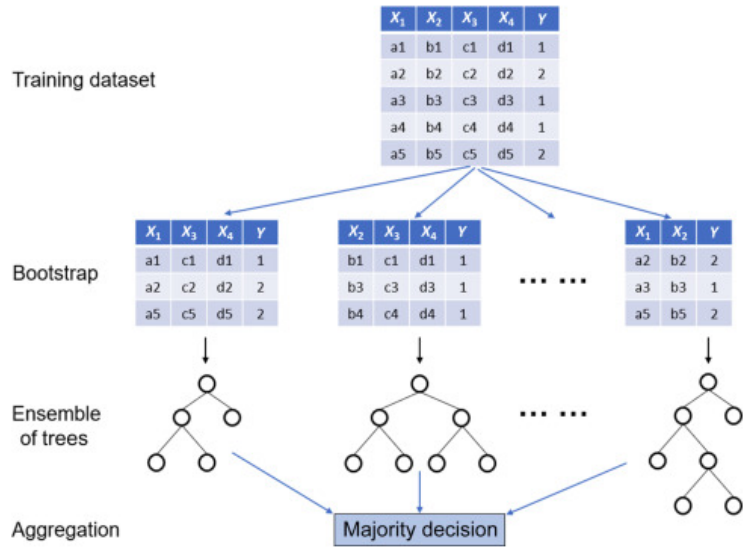 X₁ X₂ X₃ X₄ Y
a1 b1 c1 d1 1
Training dataset
a2 b2 c2 d2 2
a3 b3 c3 d3 1
a4 b4 c4 d4 1
a5 b5 c5 d5 2
X₁ X₃ X₄ Y
a1 c1 d1 1
a2 c2 d2 2
a5 c5 d5 2
X₂ X₃ X₄ Y
b1 c1 d1 1
b3 c3 d3 1
b4 c4 d4 1
X₁ X₂ Y
a2 b2 2
a3 b3 1
a5 b5 2
Bootstrap
... ...
Ensemble
of trees
... ...
Aggregation
Majority decision